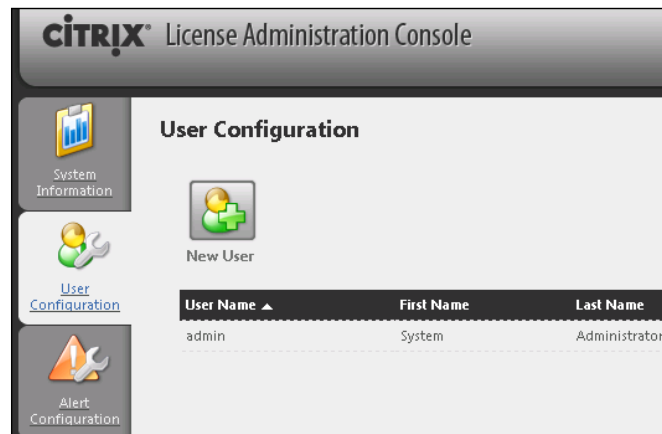 CITRIX® License Administration Console
User Configuration
System
Information
New User
User
Configuration
User Name ▲ First Name Last Name
admin System Administrator
Alert
Configuration